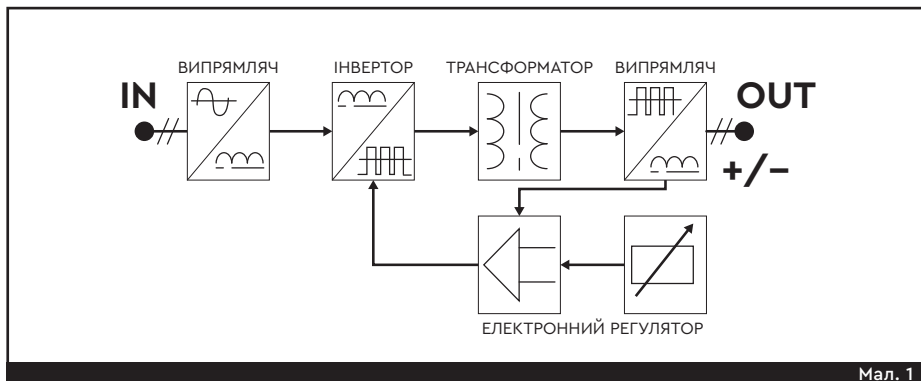 ВИПРЯМЛЯЧ
ІНВЕРТОР
ТРАНСФОРМАТОР
ВИПРЯМЛЯЧ
IN
OUT
+/−
ЕЛЕКТРОННИЙ РЕГУЛЯТОР
Мал. 1